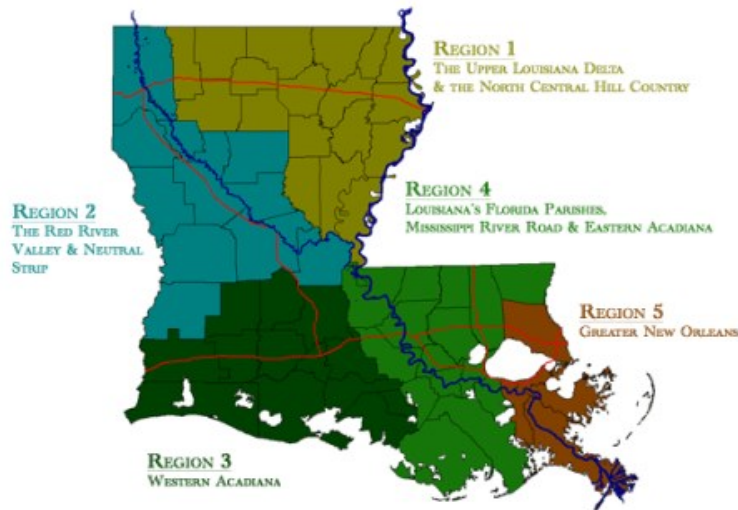 Region 1
The Upper Louisiana Delta
& the North Central Hill Country
Region 4
Louisiana's Florida Parishes,
Mississippi River Road & Eastern Acadiana
Region 2
The Red River
Valley & Neutral
Strip
Region 5
Greater New Orleans
Region 3
Western Acadiana